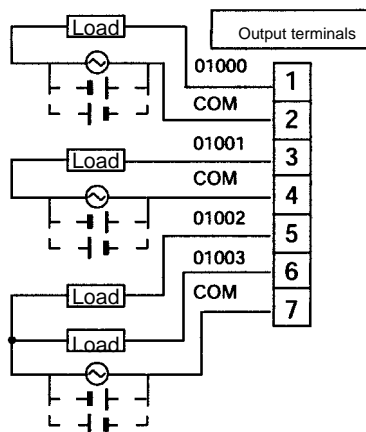 Load
Output terminals
01000
1
COM
2
01001
3
Load
COM
4
01002
5
01003
6
Load
COM
7
Load